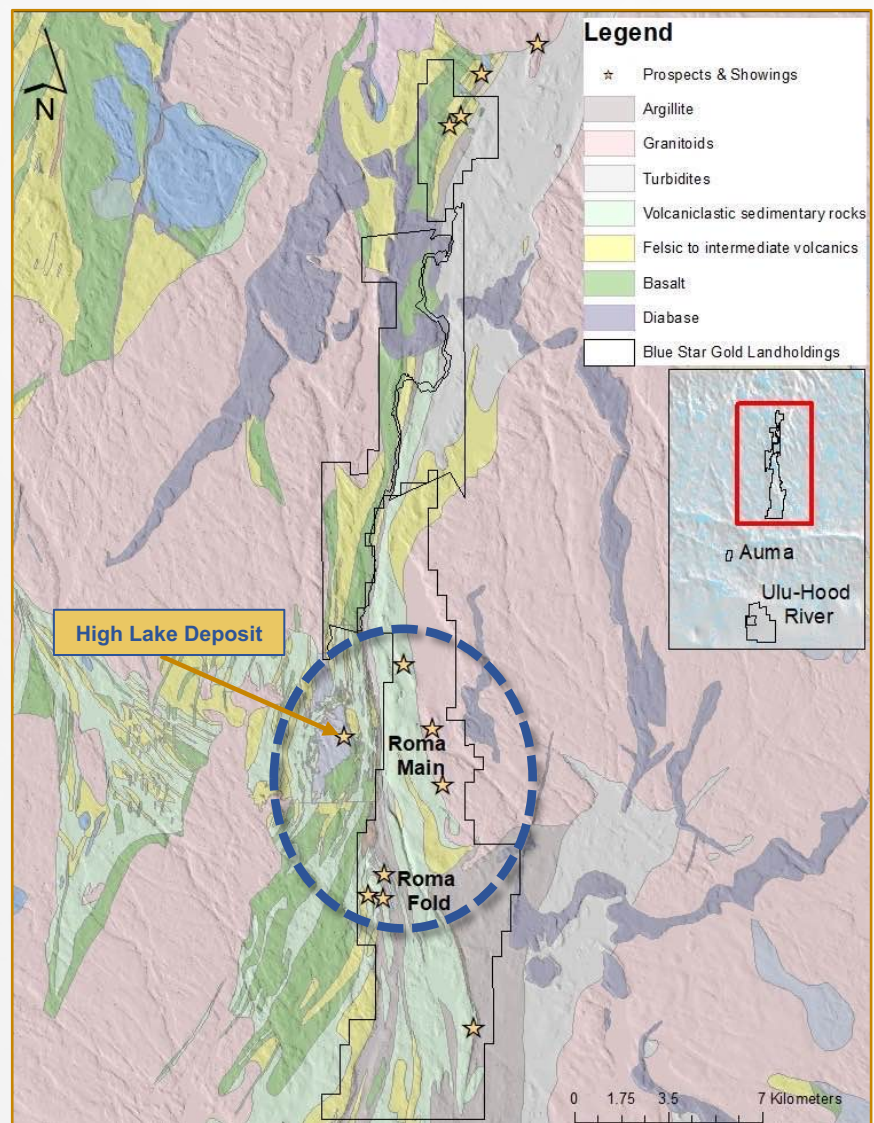 N
Legend
Prospects & Showings
Argillite
Granitoids
Turbidites
Volcaniclastic sedimentary rocks
Felsic to intermediate volcanics
Basalt
Diabase
Blue Star Gold Landholdings
Auma
Ulu-Hood
River
High Lake Deposit
Roma
Main
Roma
Fold
0 1.75 3.5 7 Kilometers